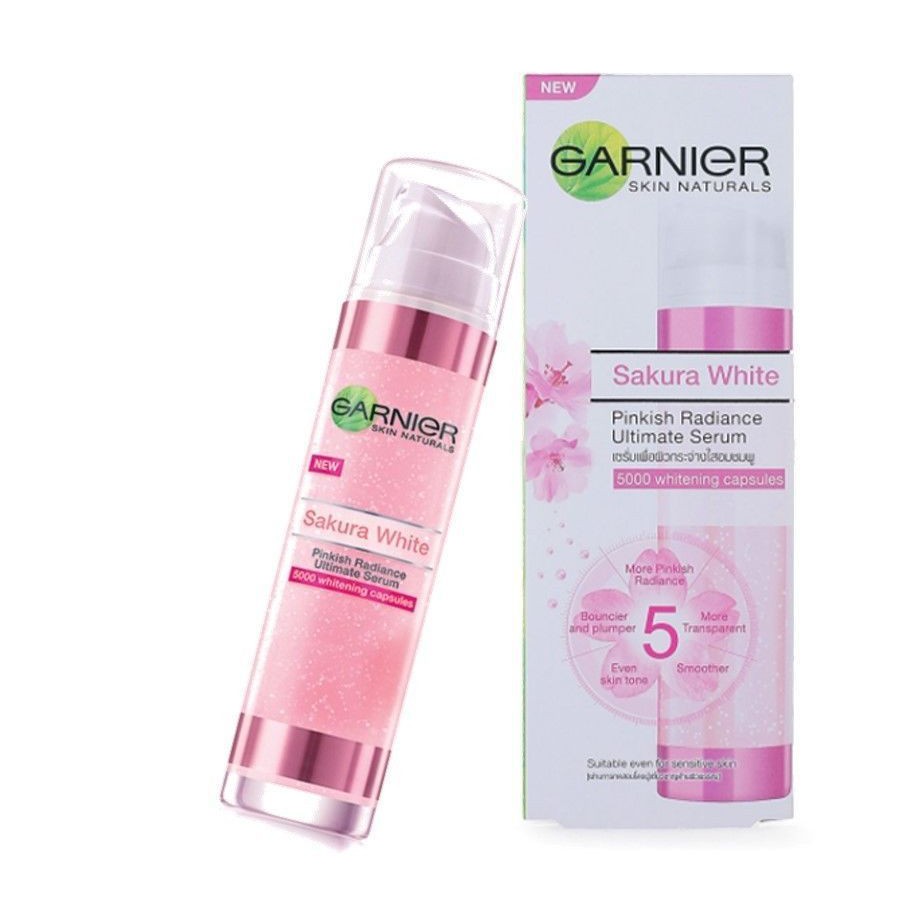 GARNIER
SKIN NATURALS
NEW
Sakura White
Pinkish Radiance
Ultimate Serum
5000 whitening capsules
NEW
GARNIER
SKIN NATURALS
Sakura White
Pinkish Radiance
Ultimate Serum
เซรั่มเพื่อผิวกระจ่างใสอมชมพู
5000 whitening capsules
More Pinkish
Radiance
Bouncier
and plumper
5
More
Transparent
Even
skin tone
Smoother
Suitable even for sensitive skin